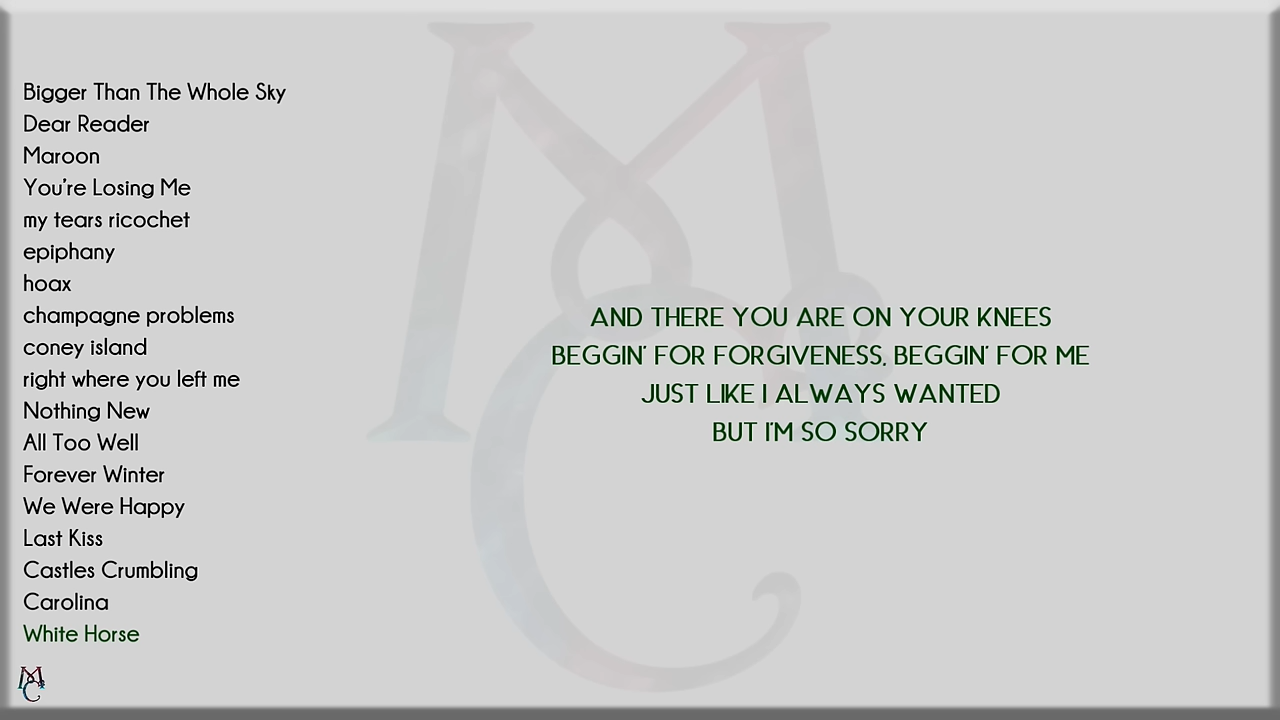 Bigger Than The Whole Sky
Dear Reader
Maroon
You're Losing Me
my tears ricochet
epiphany
hoax
champagne problems
coney island
right where you left me
Nothing New
All Too Well
Forever Winter
We Were Happy
Last Kiss
Castles Crumbling
Carolina
White Horse
AND THERE YOU ARE ON YOUR KNEES
BEGGIN' FOR FORGIVENESS, BEGGIN' FOR ME
JUST LIKE I ALWAYS WANTED
BUT I'M SO SORRY
MC